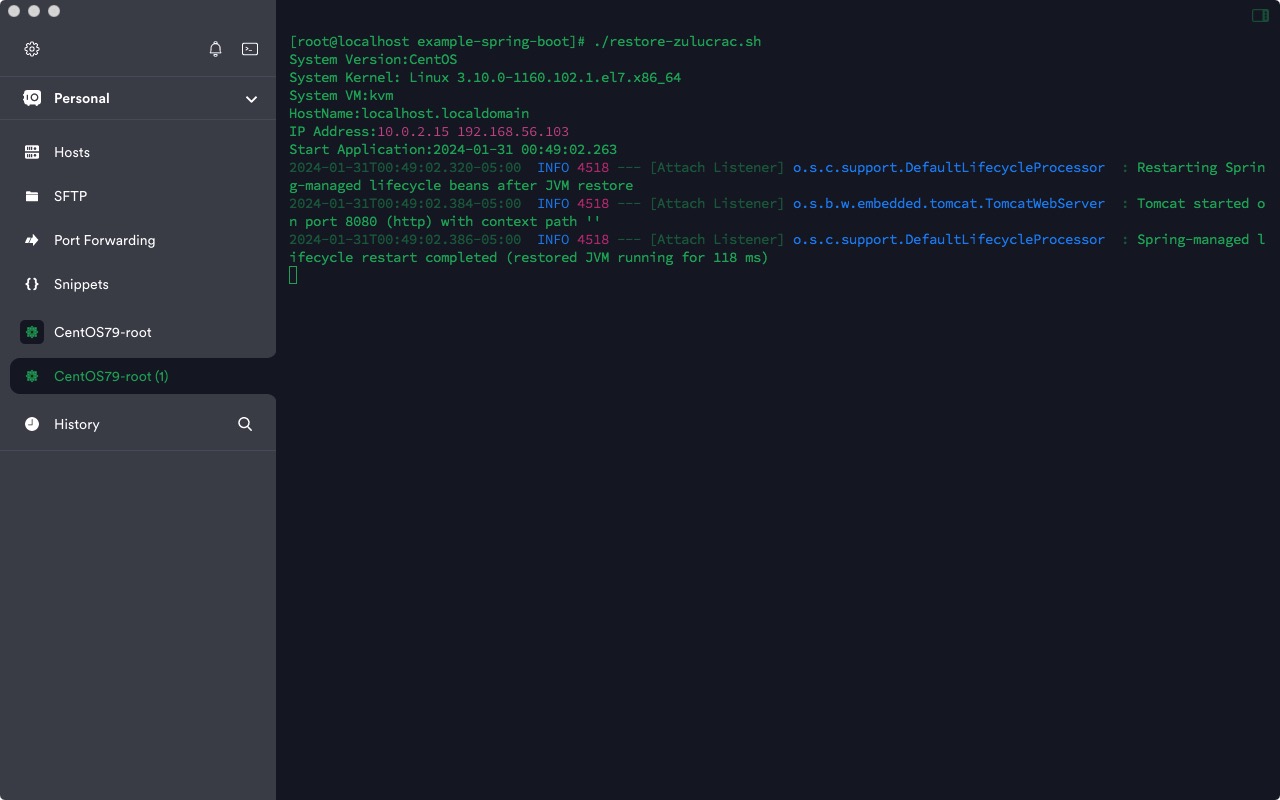 Personal
Hosts
SFTP
Port Forwarding
Snippets
CentOS79-root
CentOS79-root (1)
History
[root@localhost example-spring-boot]# ./restore-zulucrac.sh
System Version:CentOS
System Kernel: Linux 3.10.0-1160.102.1.el7.x86_64
System VM:kvm
HostName:localhost.localdomain
IP Address:10.0.2.15 192.168.56.103
Start Application:2024-01-31 00:49:02.263
2024-01-31T00:49:02.320-05:00  INFO 4518 --- [Attach Listener] o.s.c.support.DefaultLifecycleProcessor  : Restarting Sprin
g-managed lifecycle beans after JVM restore
2024-01-31T00:49:02.384-05:00  INFO 4518 --- [Attach Listener] o.s.b.w.embedded.tomcat.TomcatWebServer  : Tomcat started o
n port 8080 (http) with context path ''
2024-01-31T00:49:02.386-05:00  INFO 4518 --- [Attach Listener] o.s.c.support.DefaultLifecycleProcessor  : Spring-managed l
ifecycle restart completed (restored JVM running for 118 ms)